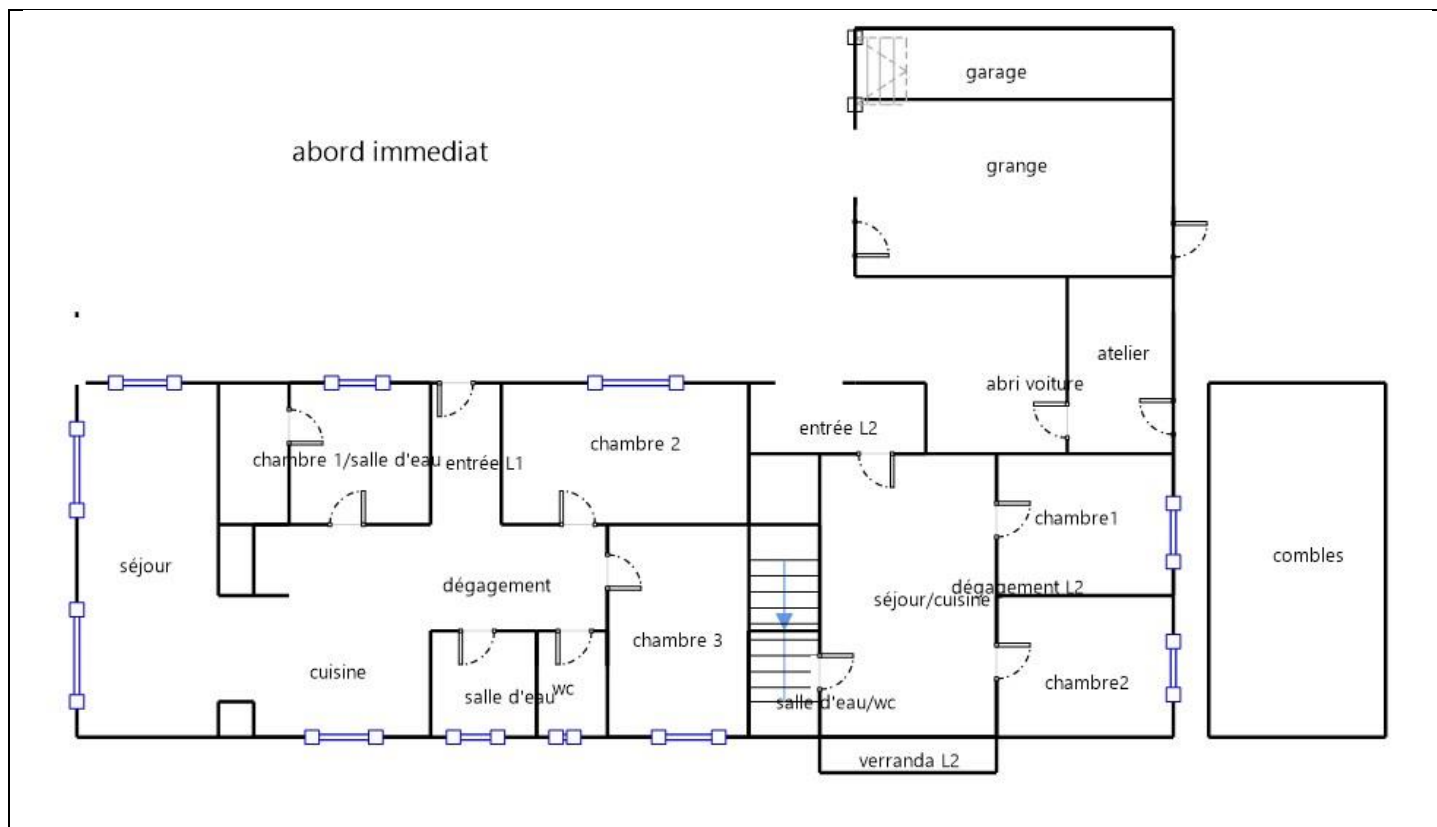 garage
abord immediat
grange
atelier
abri voiture
entrée L2
chambre 2
chambre 1/salle d'eau
entrée L1
chambre1
combles
séjour
dégagement
dégagement L2
séjour/cuisine
chambre 3
cuisine
chambre2
wc
salle d'eau
salle d'eau/wc
verranda L2